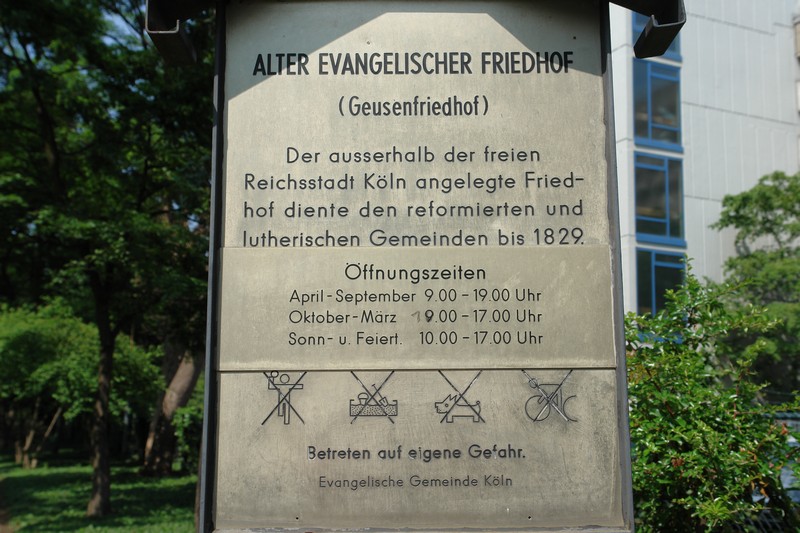 ALTER EVANGELISCHER FRIEDHOF
(Geusenfriedhof)
Der ausserhalb der freien
Reichsstadt Köln angelegte Fried-
hof diente den reformierten und
lutherischen Gemeinden bis 1829.
Öffnungszeiten
April-September 9.00-19.00 Uhr
Oktober-März 19.00-17.00 Uhr
Sonn- u. Feiert. 10.00-17.00 Uhr
Betreten auf eigene Gefahr.
Evangelische Gemeinde Köln